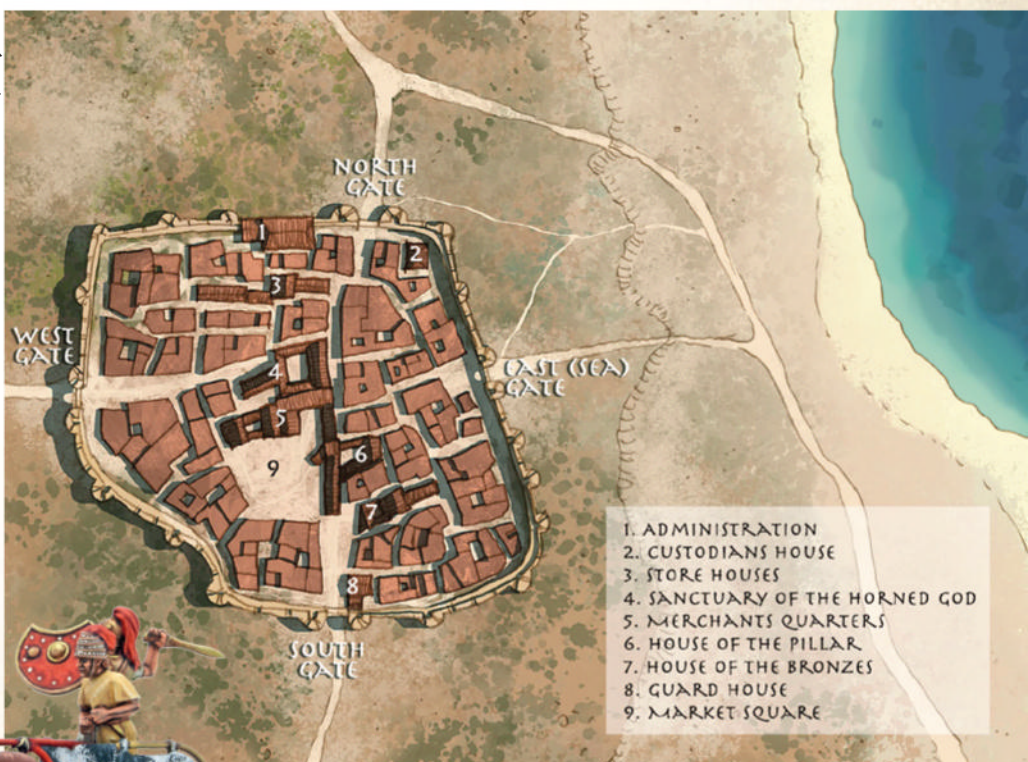 NORTH
GATE
1
2
3
WEST
GATE
EAST (SEA)
GATE
4
5
6
9
7
8
SOUTH
GATE
1. ADMINISTRATION
2. CUSTODIANS HOUSE
3. STORE HOUSES
4. SANCTUARY OF THE HORNED GOD
5. MERCHANTS QUARTERS
6. HOUSE OF THE PILLAR
7. HOUSE OF THE BRONZES
8. GUARD HOUSE
9. MARKET SQUARE